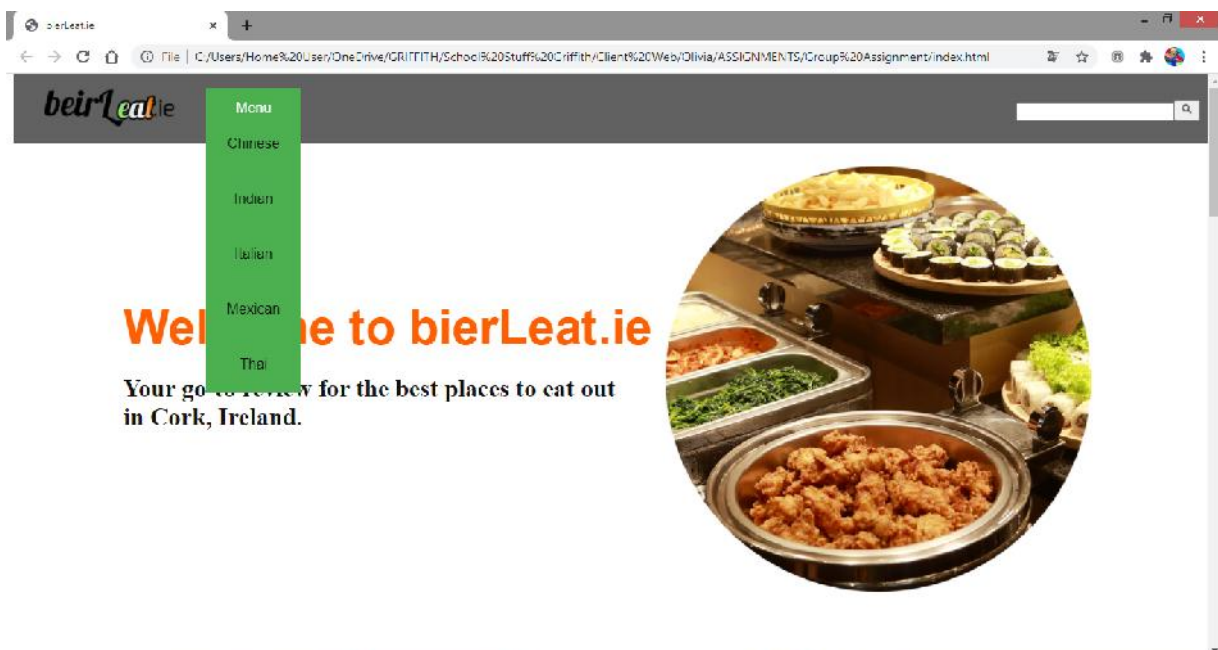 bierLeat.ie
File | C:/Users/Home%20User/OneDrive/GRIFFITH/School%20Stuff%20Griffith/Client%20Web/Olivia/ASSIGNMENTS/Group%20Assignment/index.html
beirLeat.ie
Menu
Chinese
Indian
Italian
Mexican
Thai
Wel e to bierLeat.ie
Your go to review for the best places to eat out
in Cork, Ireland.